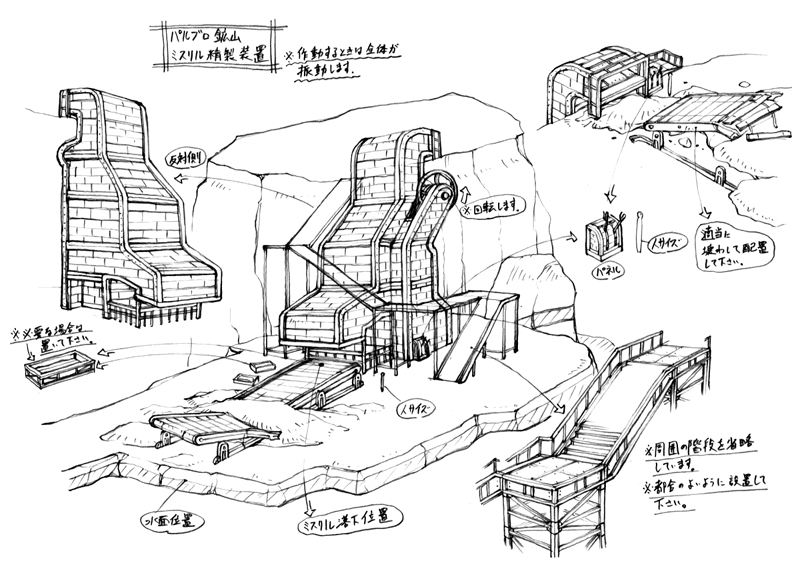 パルブロ鉱山
ミスリル精製装置
※作動するときは全体が
振動します。
反対側
※回転します。
人サイズ
パネル
適当に
埋わして配置
して下さい。
※※要る場合は
置いて下さい。
人サイズ
水面位置
ミスリル落下位置
※周囲の階段を省略
しています。
※都合のよいように設置して
下さい。